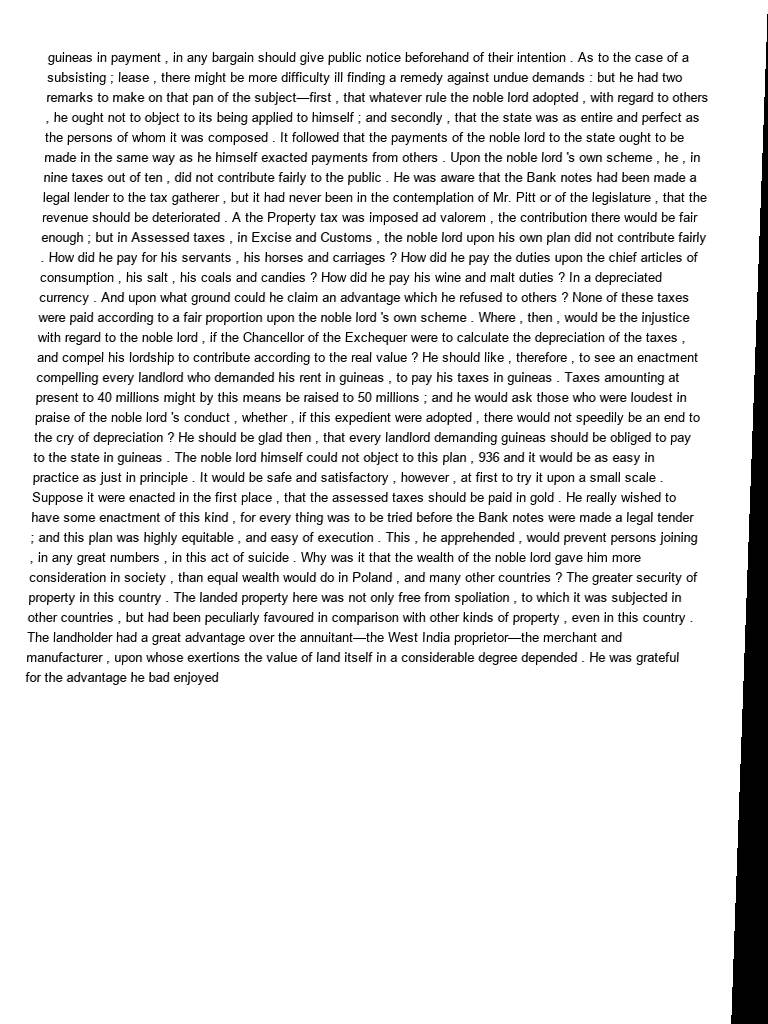 guineas in payment , in any bargain should give public notice beforehand of their intention . As to the case of a
subsisting ; lease , there might be more difficulty ill finding a remedy against undue demands : but he had two
remarks to make on that pan of the subject—first , that whatever rule the noble lord adopted , with regard to others
, he ought not to object to its being applied to himself ; and secondly , that the state was as entire and perfect as
the persons of whom it was composed . It followed that the payments of the noble lord to the state ought to be
made in the same way as he himself exacted payments from others . Upon the noble lord 's own scheme , he , in
nine taxes out of ten , did not contribute fairly to the public . He was aware that the Bank notes had been made a
legal lender to the tax gatherer , but it had never been in the contemplation of Mr. Pitt or of the legislature , that the
revenue should be deteriorated . A the Property tax was imposed ad valorem , the contribution there would be fair
enough ; but in Assessed taxes , in Excise and Customs , the noble lord upon his own plan did not contribute fairly
. How did he pay for his servants , his horses and carriages ? How did he pay the duties upon the chief articles of
consumption , his salt , his coals and candies ? How did he pay his wine and malt duties ? In a depreciated
currency . And upon what ground could he claim an advantage which he refused to others ? None of these taxes
were paid according to a fair proportion upon the noble lord 's own scheme . Where , then , would be the injustice
with regard to the noble lord , if the Chancellor of the Exchequer were to calculate the depreciation of the taxes ,
and compel his lordship to contribute according to the real value ? He should like , therefore , to see an enactment
compelling every landlord who demanded his rent in guineas , to pay his taxes in guineas . Taxes amounting at
present to 40 millions might by this means be raised to 50 millions ; and he would ask those who were loudest in
praise of the noble lord 's conduct , whether , if this expedient were adopted , there would not speedily be an end to
the cry of depreciation ? He should be glad then , that every landlord demanding guineas should be obliged to pay
to the state in guineas . The noble lord himself could not object to this plan , 936 and it would be as easy in
practice as just in principle . It would be safe and satisfactory , however , at first to try it upon a small scale .
Suppose it were enacted in the first place , that the assessed taxes should be paid in gold . He really wished to
have some enactment of this kind , for every thing was to be tried before the Bank notes were made a legal tender
; and this plan was highly equitable , and easy of execution . This , he apprehended , would prevent persons joining
, in any great numbers , in this act of suicide . Why was it that the wealth of the noble lord gave him more
consideration in society , than equal wealth would do in Poland , and many other countries ? The greater security of
property in this country . The landed property here was not only free from spoliation , to which it was subjected in
other countries , but had been peculiarly favoured in comparison with other kinds of property , even in this country .
The landholder had a great advantage over the annuitant—the West India proprietor—the merchant and
manufacturer , upon whose exertions the value of land itself in a considerable degree depended . He was grateful
for the advantage he bad enjoyed